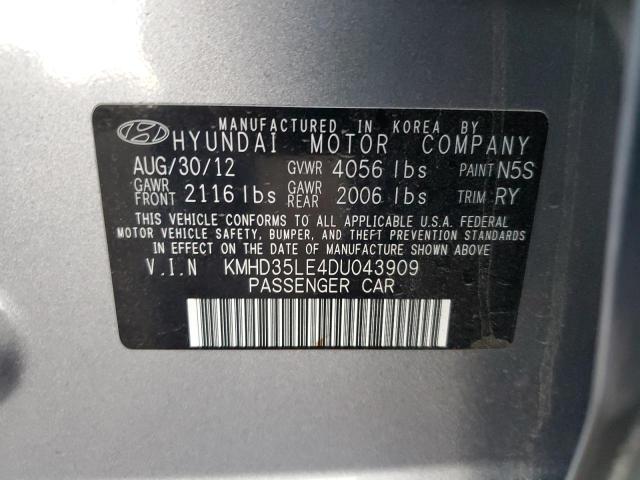 MANUFACTURED IN KOREA BY
HYUNDAI MOTOR COMPANY
AUG/30/12 GVWR 4056 lbs PAINT N5S
GAWR FRONT 2116 lbs GAWR REAR 2006 lbs TRIM RY
THIS VEHICLE CONFORMS TO ALL APPLICABLE U.S.A. FEDERAL
MOTOR VEHICLE SAFETY, BUMPER, AND THEFT PREVENTION STANDARDS
IN EFFECT ON THE DATE OF MANUFACTURE SHOWN ABOVE
V.I.N KMHD35LE4DU043909
PASSENGER CAR